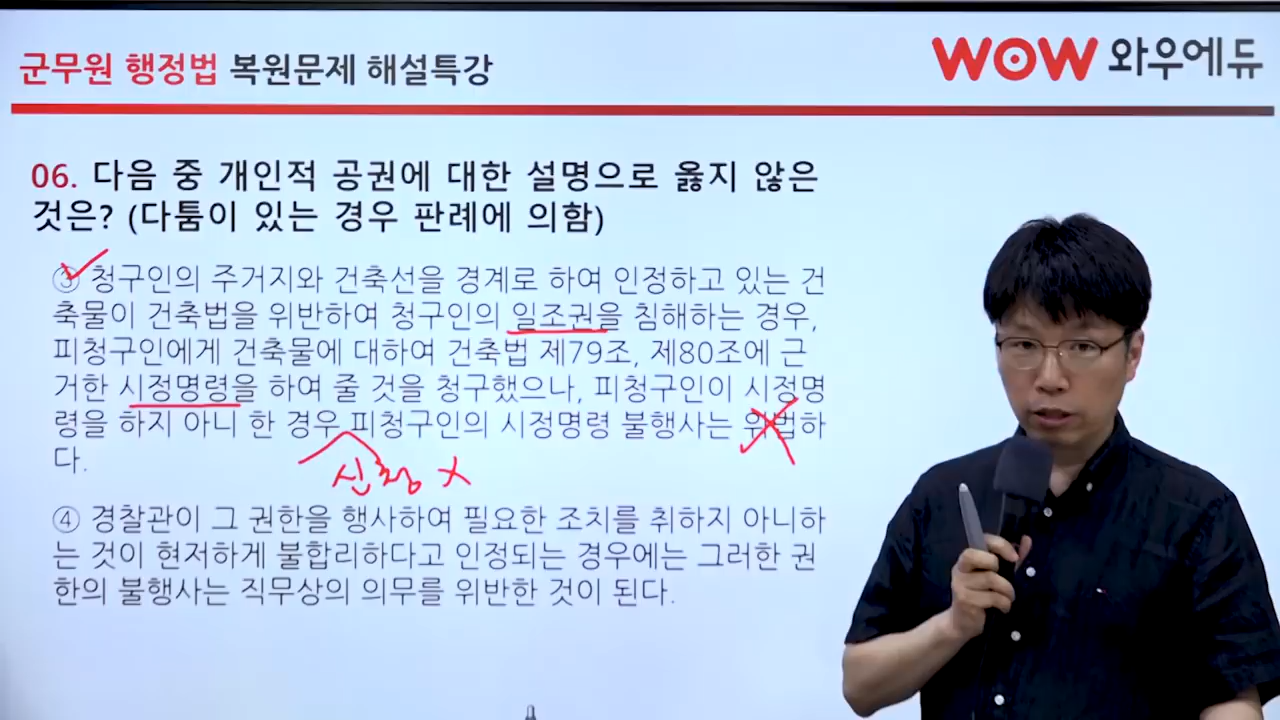 군무원 행정법 복원문제 해설특강
WOW 와우에듀
06. 다음 중 개인적 공권에 대한 설명으로 옳지 않은
것은? (다툼이 있는 경우 판례에 의함)
③ 청구인의 주거지와 건축선을 경계로 하여 인정하고 있는 건
축물이 건축법을 위반하여 청구인의 일조권을 침해하는 경우,
피청구인에게 건축물에 대하여 건축법 제79조, 제80조에 근
거한 시정명령을 하여 줄 것을 청구했으나, 피청구인이 시정명
령을 하지 아니 한 경우 피청구인의 시정명령 불행사는 위법하
다.
신청 X
④ 경찰관이 그 권한을 행사하여 필요한 조치를 취하지 아니하
는 것이 현저하게 불합리하다고 인정되는 경우에는 그러한 권
한의 불행사는 직무상의 의무를 위반한 것이 된다.